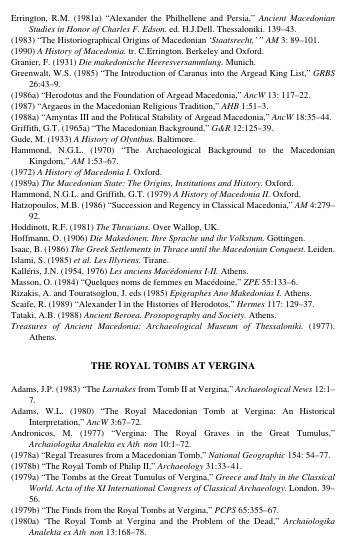 Errington, R.M. (1981a) “Alexander the Philhellene and Persia,” Ancient Macedonian
Studies in Honor of Charles F. Edson. ed. H.J.Dell. Thessaloniki. 139–43.
(1983) “The Historiographical Origins of Macedonian ‘Staatsrecht,’ ” AM 3: 89–101.
(1990) A History of Macedonia. tr. C.Errington. Berkeley and Oxford.
Granier, F. (1931) Die makedonische Heeresversammlung. Munich.
Greenwalt, W.S. (1985) “The Introduction of Caranus into the Argead King List,” GRBS
26:43–9.
(1986a) “Herodotus and the Foundation of Argead Macedonia,” AncW 13: 117–22.
(1987) “Argaeus in the Macedonian Religious Tradition,” AHB 1:51–3.
(1988a) “Amyntas III and the Political Stability of Argead Macedonia,” AncW 18:35–44.
Griffith, G.T. (1965a) “The Macedonian Background,” G&R 12:125–39.
Gude, M. (1933) A History of Olynthus. Baltimore.
Hammond, N.G.L. (1970) “The Archaeological Background to the Macedonian
Kingdom,” AM 1:53–67.
(1972) A History of Macedonia I. Oxford.
(1989a) The Macedonian State: The Origins, Institutions and History. Oxford.
Hammond, N.G.L. and Griffith, G.T. (1979) A History of Macedonia II. Oxford.
Hatzopoulos, M.B. (1986) “Succession and Regency in Classical Macedonia,” AM 4:279–
92.
Hoddinott, R.F. (1981) The Thracians. Over Wallop, UK.
Hoffmann, O. (1906) Die Makedonen. Ihre Sprache und ihr Volkstum. Göttingen.
Isaac, B. (1986) The Greek Settlements in Thrace until the Macedonian Conquest. Leiden.
Islami, S. (1985) et al. Les Illyriens. Tirane.
Kalléris, J.N. (1954, 1976) Les anciens Macédoniens I-II. Athens.
Masson, O. (1984) “Quelques noms de femmes en Macédoine,” ZPE 55:133–6.
Rizakis, A. and Touratsoglou, J. eds (1985) Epigraphes Ano Makedonias I. Athens.
Scaife, R. (1989) “Alexander I in the Histories of Herodotos,” Hermes 117: 129–37.
Tataki, A.B. (1988) Ancient Beroea. Prosopography and Society. Athens.
Treasures of Ancient Macedonia: Archaeological Museum of Thessaloniki. (1977).
Athens.
THE ROYAL TOMBS AT VERGINA
Adams, J.P. (1983) “The Larnakes from Tomb II at Vergina,” Archaeological News 12:1–
7.
Adams, W.L. (1980) “The Royal Macedonian Tomb at Vergina: An Historical
Interpretation,” AncW 3:67–72.
Andronicos, M. (1977) “Vergina: The Royal Graves in the Great Tumulus,”
Archaiologika Analekta ex Ath non 10:1–72.
(1978a) “Regal Treasures from a Macedonian Tomb,” National Geographic 154: 54–77.
(1978b) “The Royal Tomb of Philip II,” Archaeology 31:33–41.
(1979a) “The Tombs at the Great Tumulus of Vergina,” Greece and Italy in the Classical
World. Acta of the XI International Congress of Classical Archaeology. London. 39–
56.
(1979b) “The Finds from the Royal Tombs at Vergina,” PCPS 65:355–67.
(1980a) ‘The Royal Tomb at Vergina and the Problem of the Dead,” Archaiologika
Analekta ex Ath non 13:168–78.